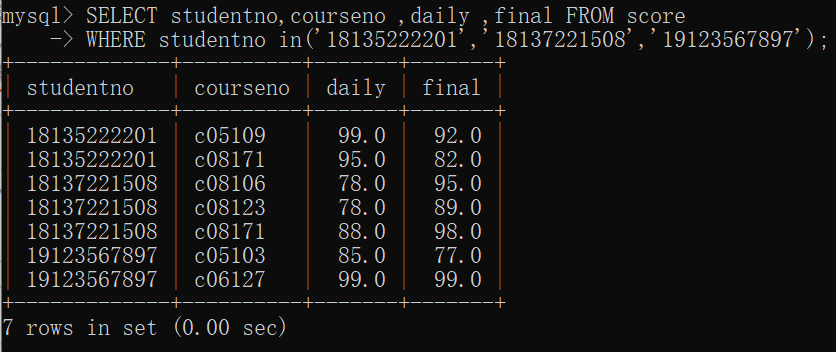 mysql> SELECT studentno,courseno ,daily ,final FROM score
    -> WHERE studentno in('18135222201','18137221508','19123567897');
+-------------+----------+-------+-------+
| studentno   | courseno | daily | final |
+-------------+----------+-------+-------+
| 18135222201 | c05109   |  99.0 |  92.0 |
| 18135222201 | c08171   |  95.0 |  82.0 |
| 18137221508 | c08106   |  78.0 |  95.0 |
| 18137221508 | c08123   |  78.0 |  89.0 |
| 18137221508 | c08171   |  88.0 |  98.0 |
| 19123567897 | c05103   |  85.0 |  77.0 |
| 19123567897 | c06127   |  99.0 |  99.0 |
+-------------+----------+-------+-------+
7 rows in set (0.00 sec)